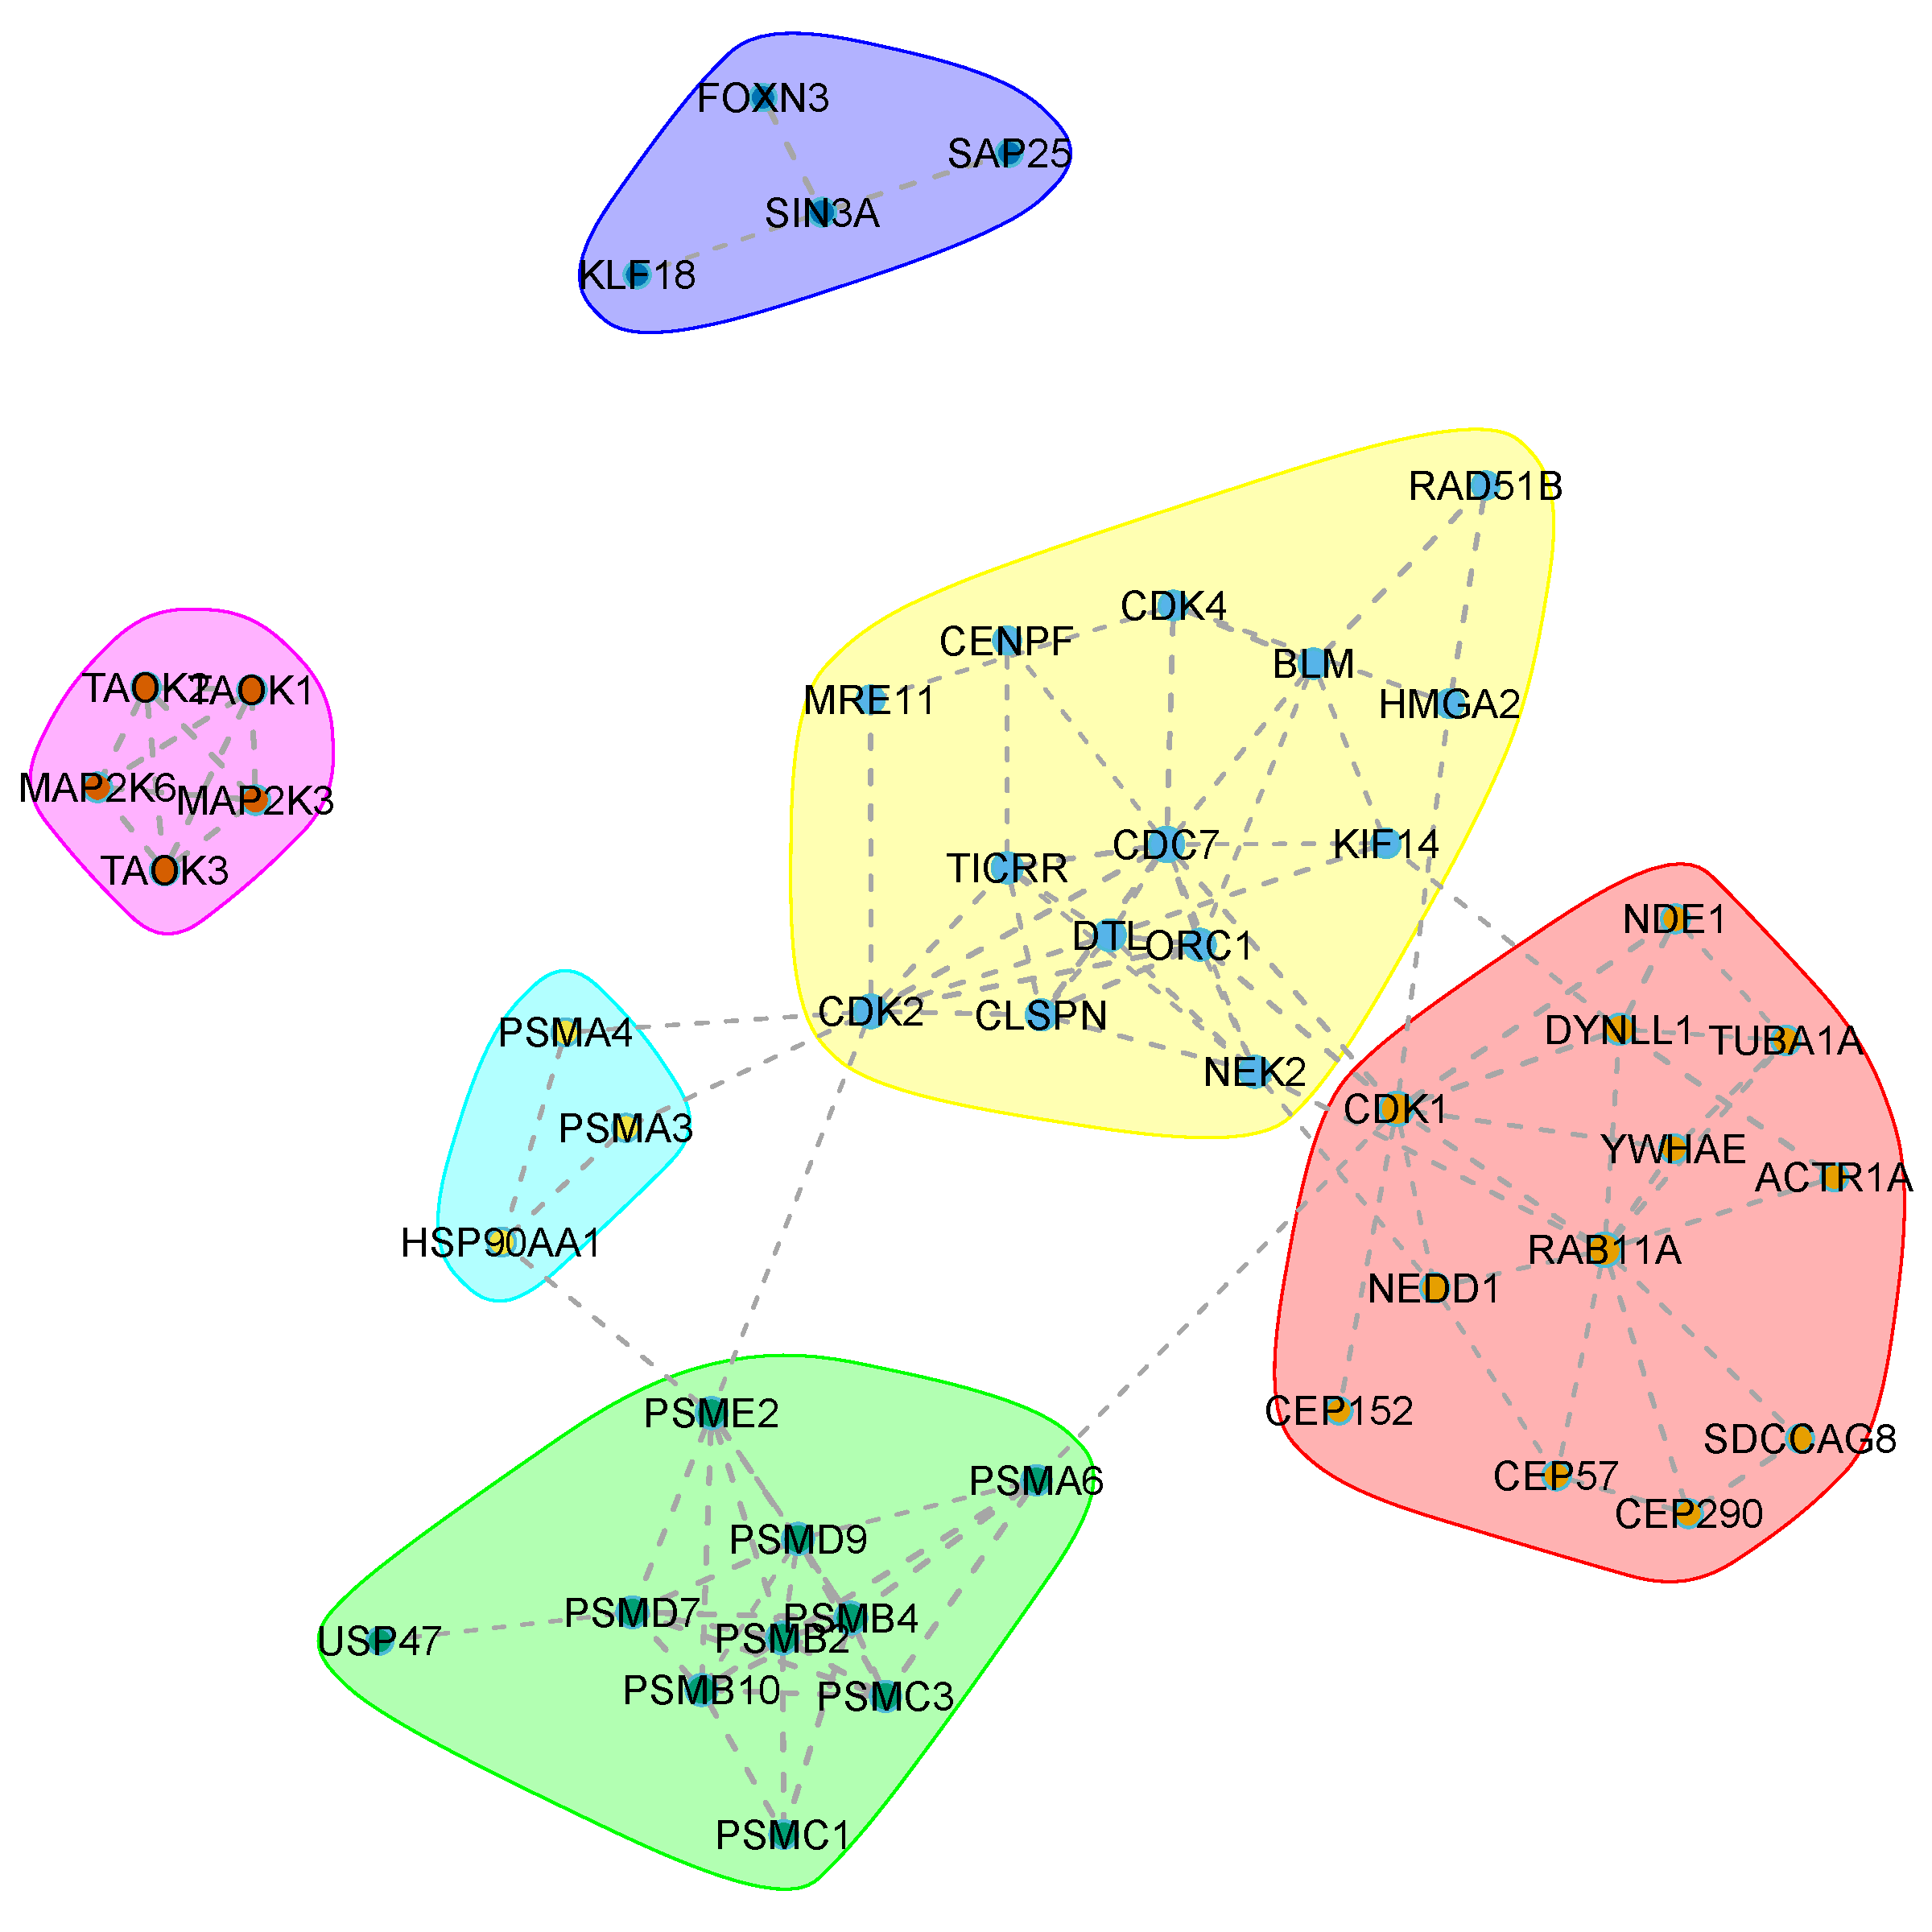 FOXN3
SAP25
SIN3A
KLF18
RAD51B
CDK4
CENPF
BLM
MRE11
HMGA2
TAOK2
TAOK1
MAP2K6
MAP2K3
TAOK3
CDC7
KIF14
TICRR
DTL
ORC1
CDK2
CLSPN
NEK2
NDE1
DYNLL1
TUBA1A
CDK1
YWHAE
ACTR1A
RAB11A
NEDD1
CEP152
SDCCAG8
CEP57
CEP290
PSMA4
PSMA3
HSP90AA1
PSME2
PSMA6
PSMD9
PSMD7
PSMB4
USP47
PSMB2
PSMB10
PSMC3
PSMC1